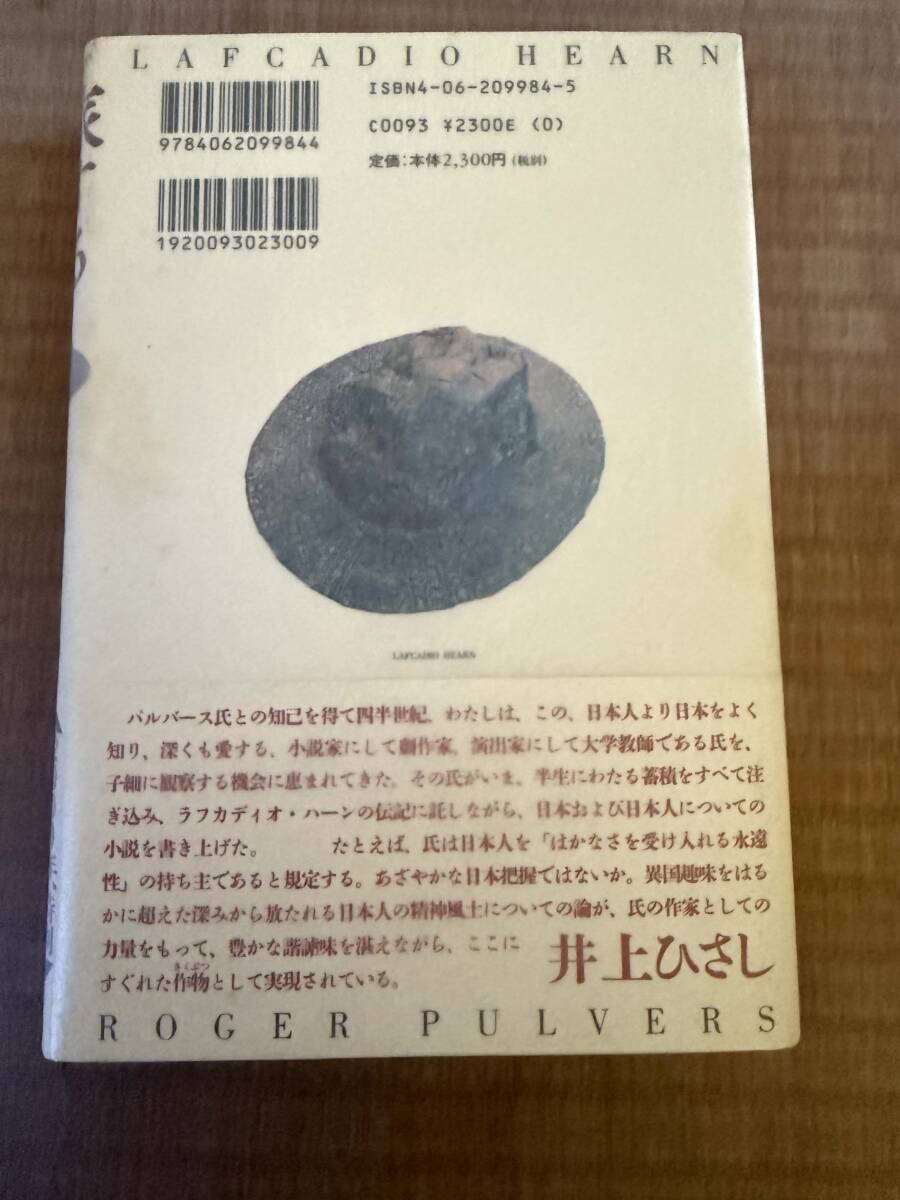 LAFCADIO HEARN
ISBN4-06-209984-5
C0093 ¥2300E (0)
9784062099844
定価:本体2,300円(税別)
1920093023009
LAFCADIO HEARN
パルバース氏との知己を得て四半世紀、わたしは、この、日本人より日本をよく
知り、深くも愛する、小説家にして劇作家、演出家にして大学教師である氏を、
子細に観察する機会に恵まれてきた。その氏がいま、半生にわたる蓄積をすべて注
ぎ込み、ラフカディオ・ハーンの伝記に託しながら、日本および日本人についての
小説を書き上げた。 たとえば、氏は日本人を「はかなさを受け入れる永遠
性」の持ち主であると規定する。あざやかな日本把握ではないか。異国趣味をはる
かに超えた深みから放たれる日本人の精神風土についての論が、氏の作家としての
力量をもって、豊かな諧謔味を湛えながら、ここに
さくぶつ
すぐれた作物として実現されている。
井上ひさし
ROGER PULVERS